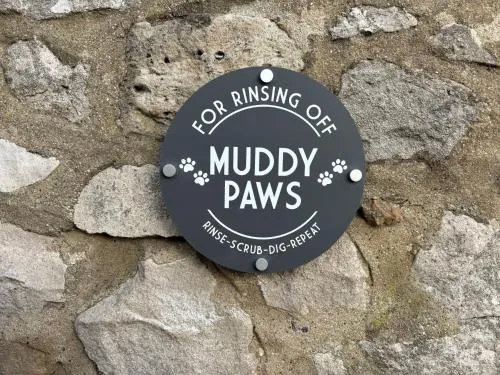 FOR RINSING OFF
MUDDY
PAWS
RINSE-SCRUB-DIG-REPEAT